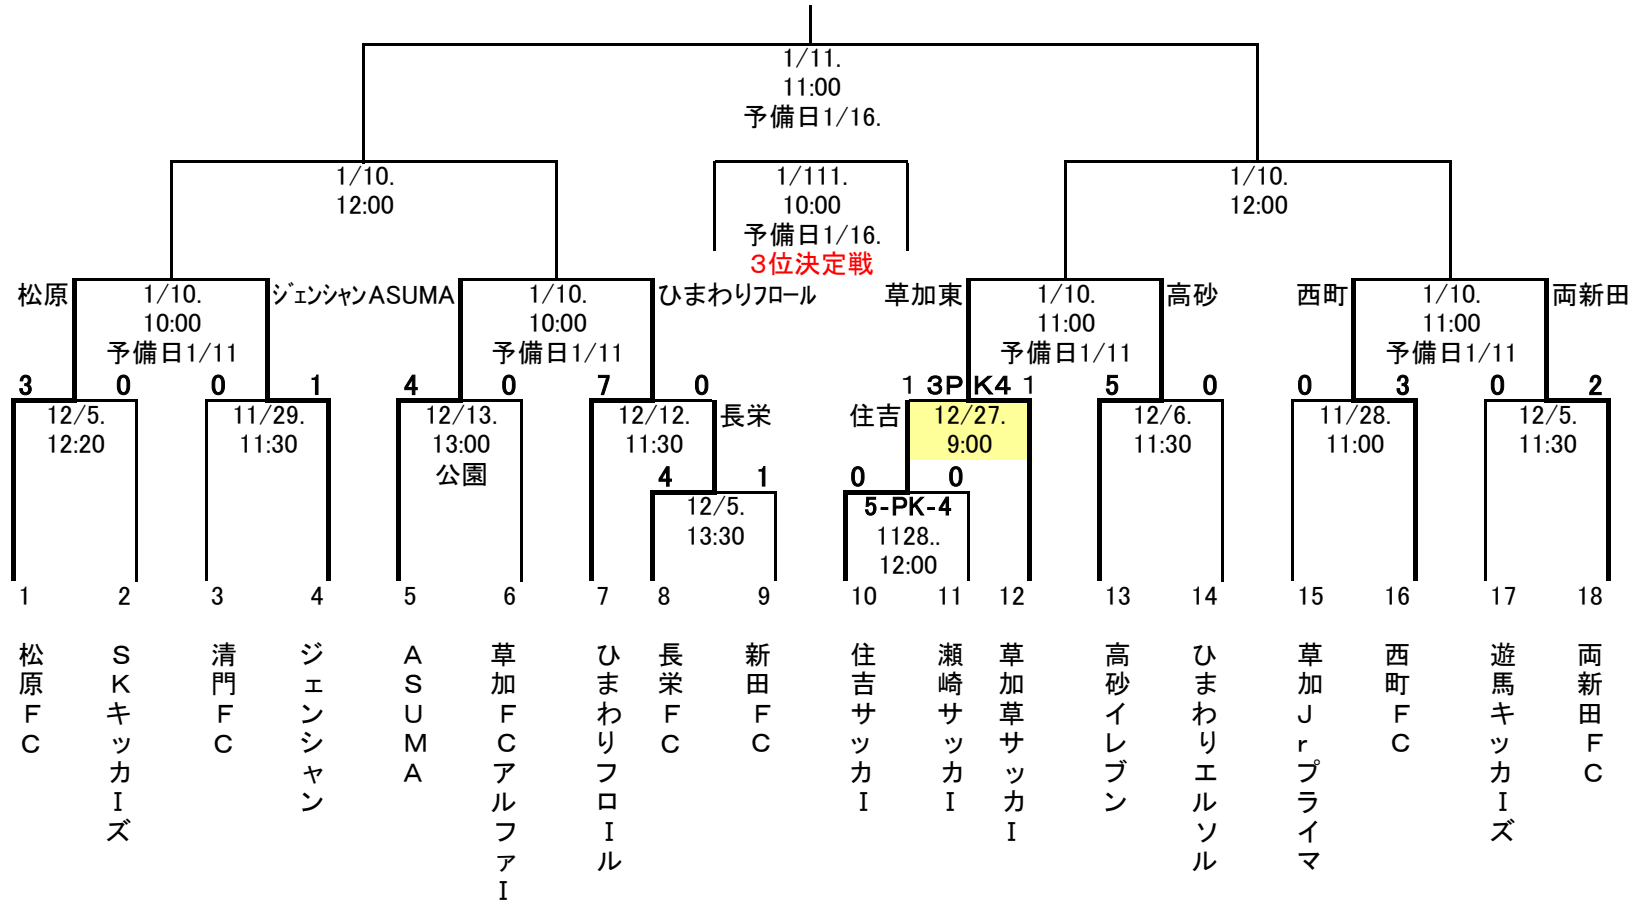 1/11.
11:00
予備日1/16.
1/10.
12:00
1/111.
10:00
予備日1/16.
3位決定戦
1/10.
12:00
松原
1/10.
10:00
予備日1/11
ジェンシャン
ASUMA
1/10.
10:00
予備日1/11
ひまわりフロール
草加東
1/10.
11:00
予備日1/11
高砂
西町
1/10.
11:00
予備日1/11
両新田
3 0
12/5.
12:20
0 1
11/29.
11:30
4 0
12/13.
13:00
公園
7 0
12/12.
11:30
長栄
4 1
12/5.
13:30
住吉
1 3PK4 1
12/27.
9:00
0 0
5-PK-4
1128..
12:00
5 0
12/6.
11:30
0 3
11/28.
11:00
0 2
12/5.
11:30
1 2 3 4 5 6 7 8 9 10 11 12 13 14 15 16 17 18
松原FC
SKキッカIズ
清門FC
ジェンシャン
ASUMA
草加FCアルファI
ひまわりフロIル
長栄FC
新田FC
住吉サッカI
瀬崎サッカI
草加草サッカI
高砂イレブン
ひまわりエルソル
草加Jrプライマ
西町FC
遊馬キッカIズ
両新田FC